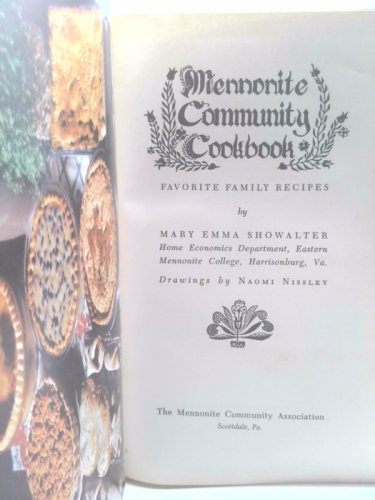 Mennonite
Community
Cookbook
FAVORITE FAMILY RECIPES
by
MARY EMMA SHOWALTER
Home Economics Department, Eastern
Mennonite College, Harrisonburg, Va.
Drawings by NAOMI NISSLEY
The Mennonite Community Association
Scottdale, Pa.